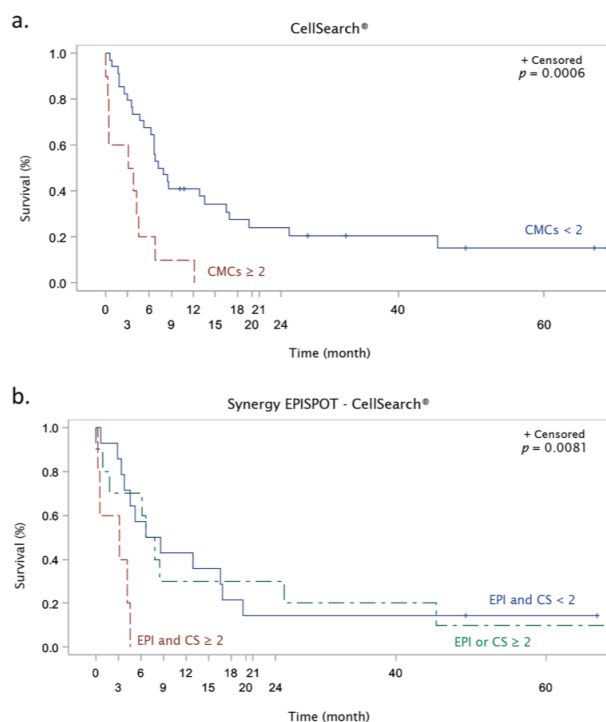 a.
CellSearch®
+ Censored
p = 0.0006
1.0
0.8
0.6
0.4
0.2
0.0
Survival (%)
CMCs < 2
CMCs ≥ 2
0 6 12 18 21 40
3 9 15 20 24 60
Time (month)
b.
Synergy EPISPOT - CellSearch®
+ Censored
p = 0.0081
1.0
0.8
0.6
0.4
0.2
0.0
Survival (%)
EPI and CS < 2
EPI and CS ≥ 2
EPI or CS ≥ 2
0 6 12 18 21 40
3 9 15 20 24 60
Time (month)